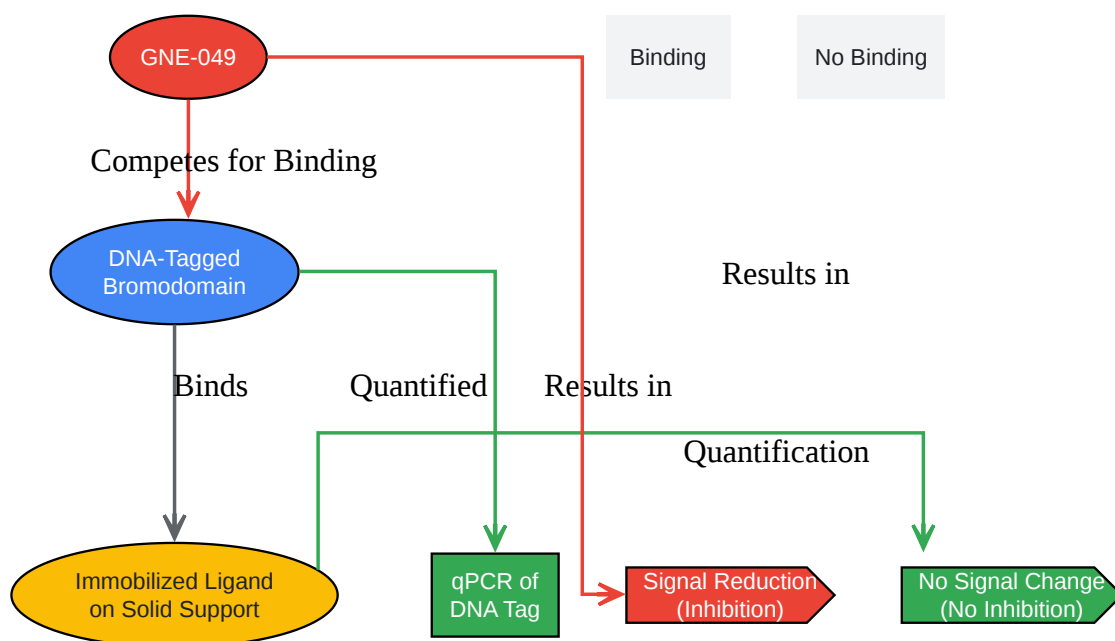 GNE-049
Binding
No Binding
Competes for Binding
DNA-Tagged
Bromodomain
Results in
Binds
Quantified
Results in
Quantification
Immobilized Ligand
on Solid Support
qPCR of
DNA Tag
Signal Reduction
(Inhibition)
No Signal Change
(No Inhibition)